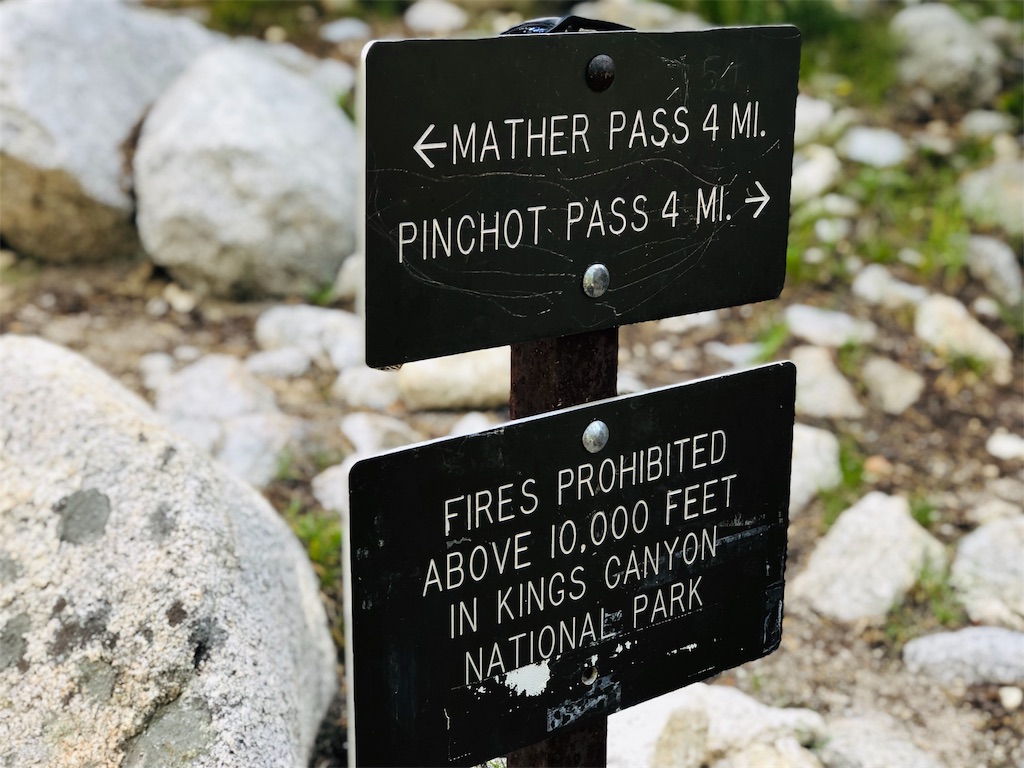 ←MATHER PASS 4 MI.
PINCHOT PASS 4 MI.→
FIRES PROHIBITED
ABOVE 10,000 FEET
IN KINGS CANYON
NATIONAL PARK